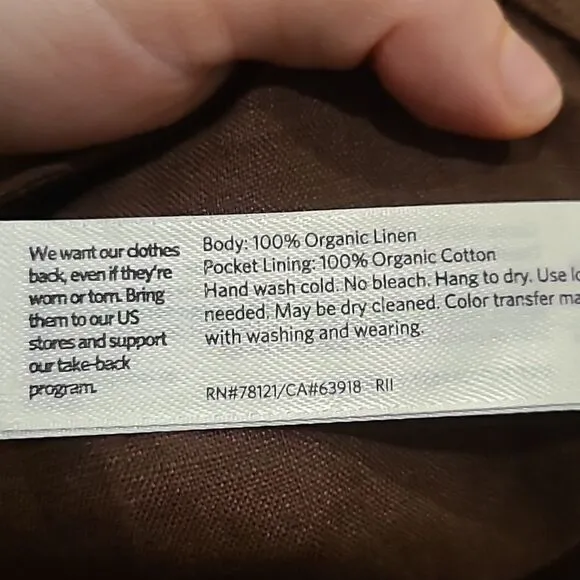 We want our clothes
back, even if they're
worn or torn. Bring
them to our US
stores and support
our take-back
program.
Body: 100% Organic Linen
Pocket Lining: 100% Organic Cotton
Hand wash cold. No bleach. Hang to dry. Use
needed. May be dry cleaned. Color transfer
with washing and wearing.
RN#78121/CA#63918 RII